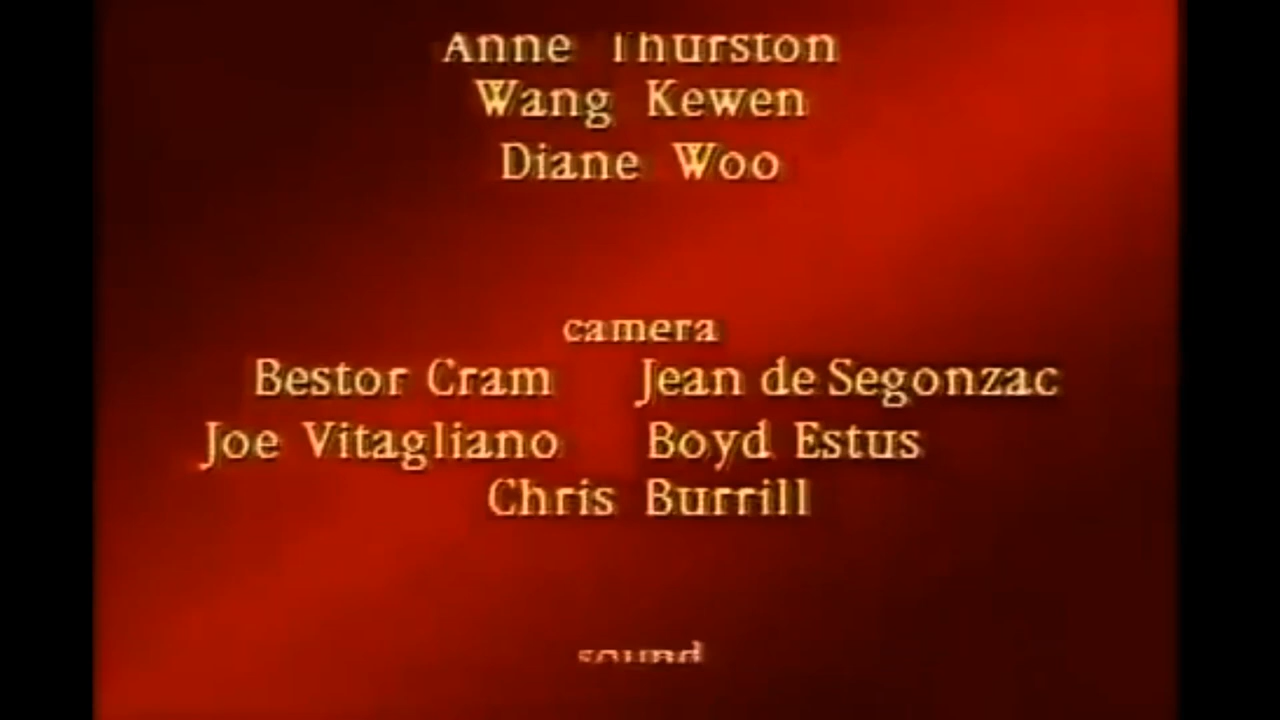 Anne Thurston
Wang Kewen
Diane Woo
camera
Bestor Cram Jean de Segonzac
Joe Vitagliano Boyd Estus
Chris Burrill
sound